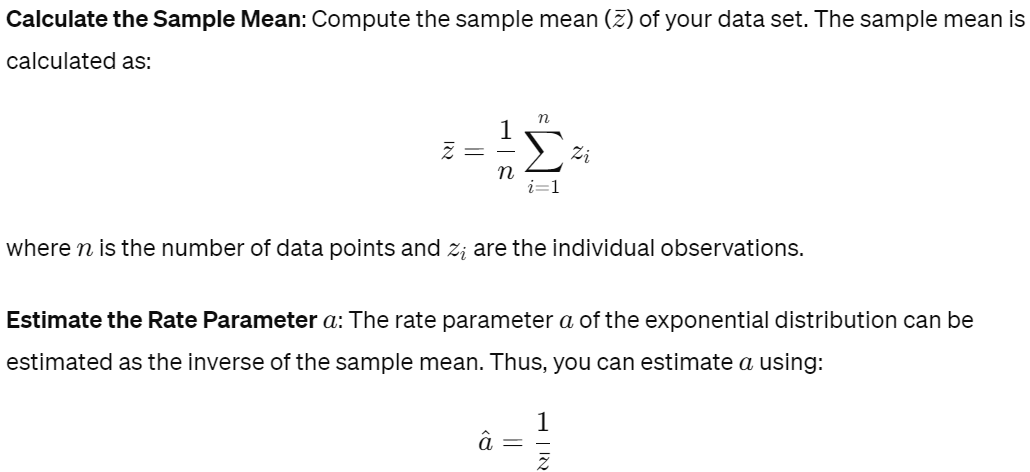 Calculate the Sample Mean: Compute the sample mean (z̄) of your data set. The sample mean is
calculated as:
z̄ = \frac{1}{n} \sum_{i=1}^{n} z_i
where n is the number of data points and z_i are the individual observations.
Estimate the Rate Parameter a: The rate parameter a of the exponential distribution can be
estimated as the inverse of the sample mean. Thus, you can estimate a using:
â = \frac{1}{z̄}